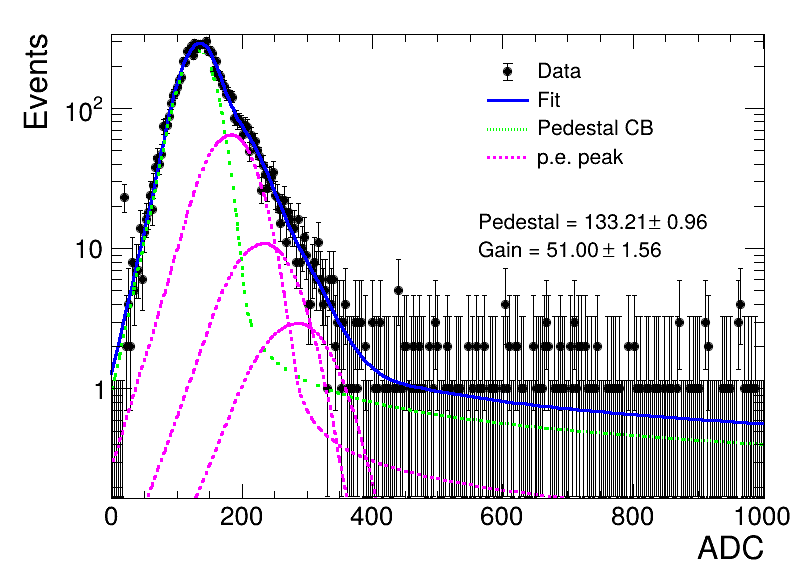 Events
10²
10
1
Data
Fit
Pedestal CB
p.e. peak
Pedestal = 133.21± 0.96
Gain = 51.00 ± 1.56
0 200 400 600 800 1000
ADC